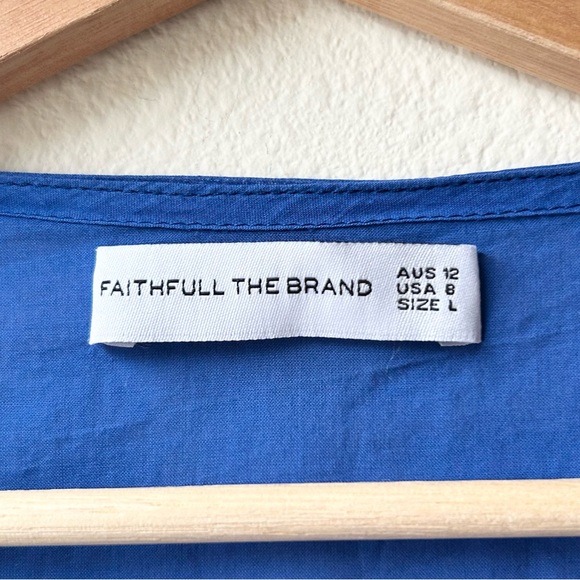 FAITHFULL THE BRAND
AUS 12
USA 8
SIZE L